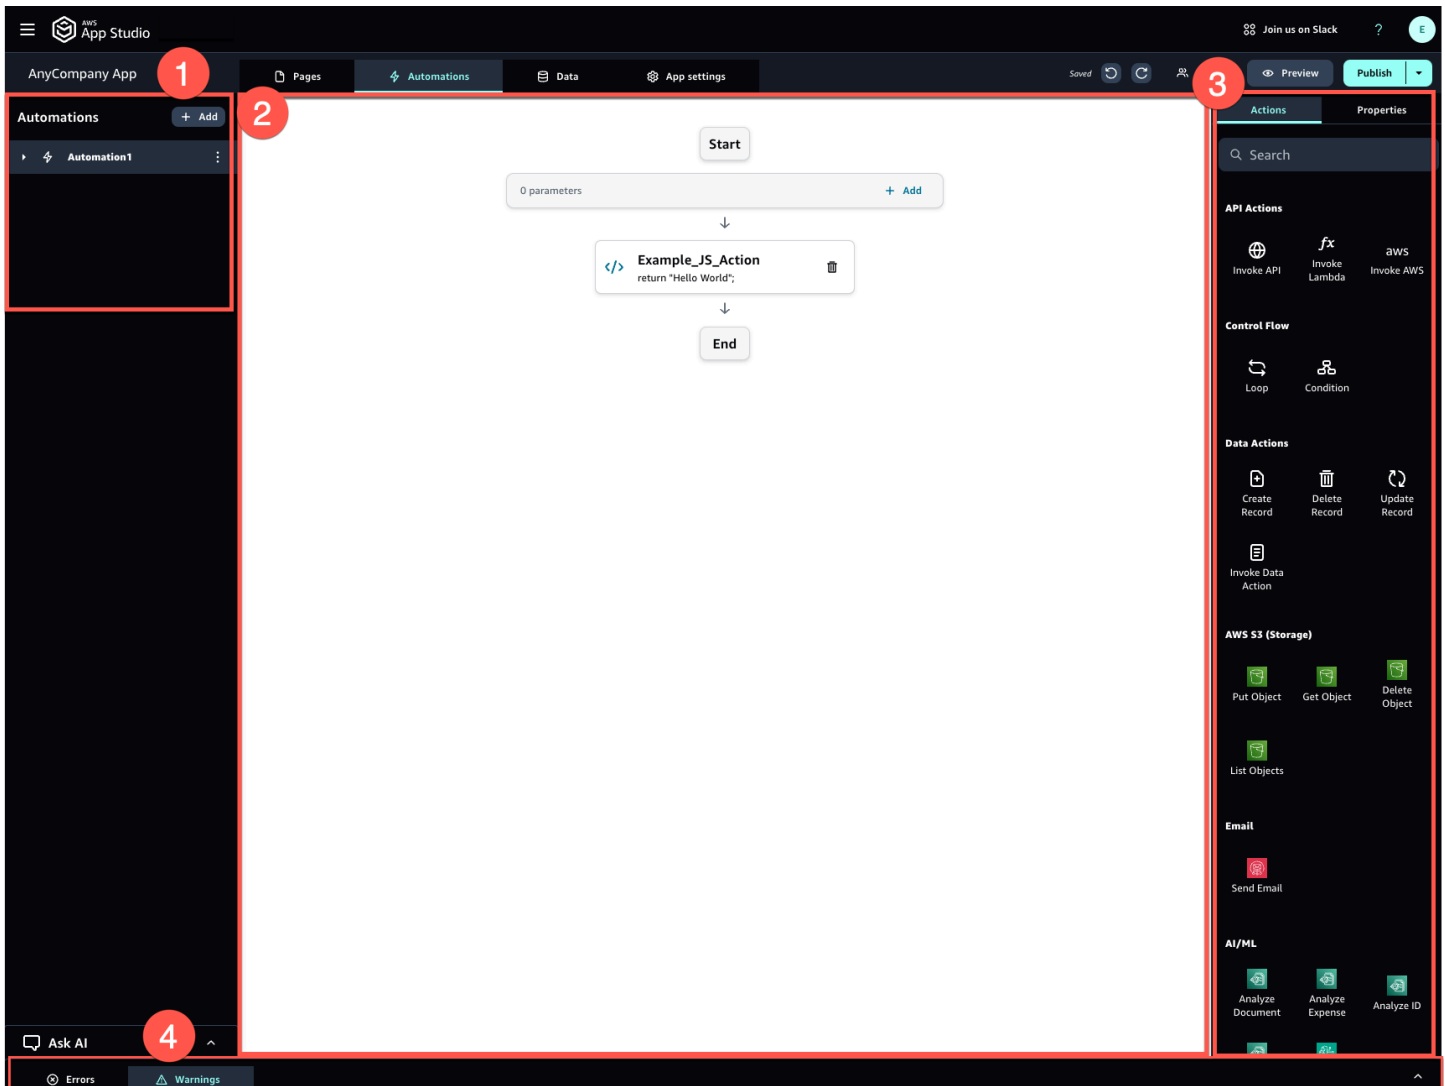 aws
App Studio
Join us on Slack
?
E
AnyCompany App
1
Pages
Automations
Data
App settings
Saved
3
Preview
Publish
Automations
+ Add
2
Automation1
Start
0 parameters
+ Add
Example_JS_Action
return "Hello World";
End
Actions
Properties
Search
API Actions
Invoke API
fx
Invoke
Lambda
aws
Invoke AWS
Control Flow
Loop
Condition
Data Actions
Create
Record
Delete
Record
Update
Record
Invoke Data
Action
AWS S3 (Storage)
Put Object
Get Object
Delete
Object
List Objects
Email
Send Email
AI/ML
Analyze
Document
Analyze
Expense
Analyze ID
Ask AI
4
Errors
Warnings